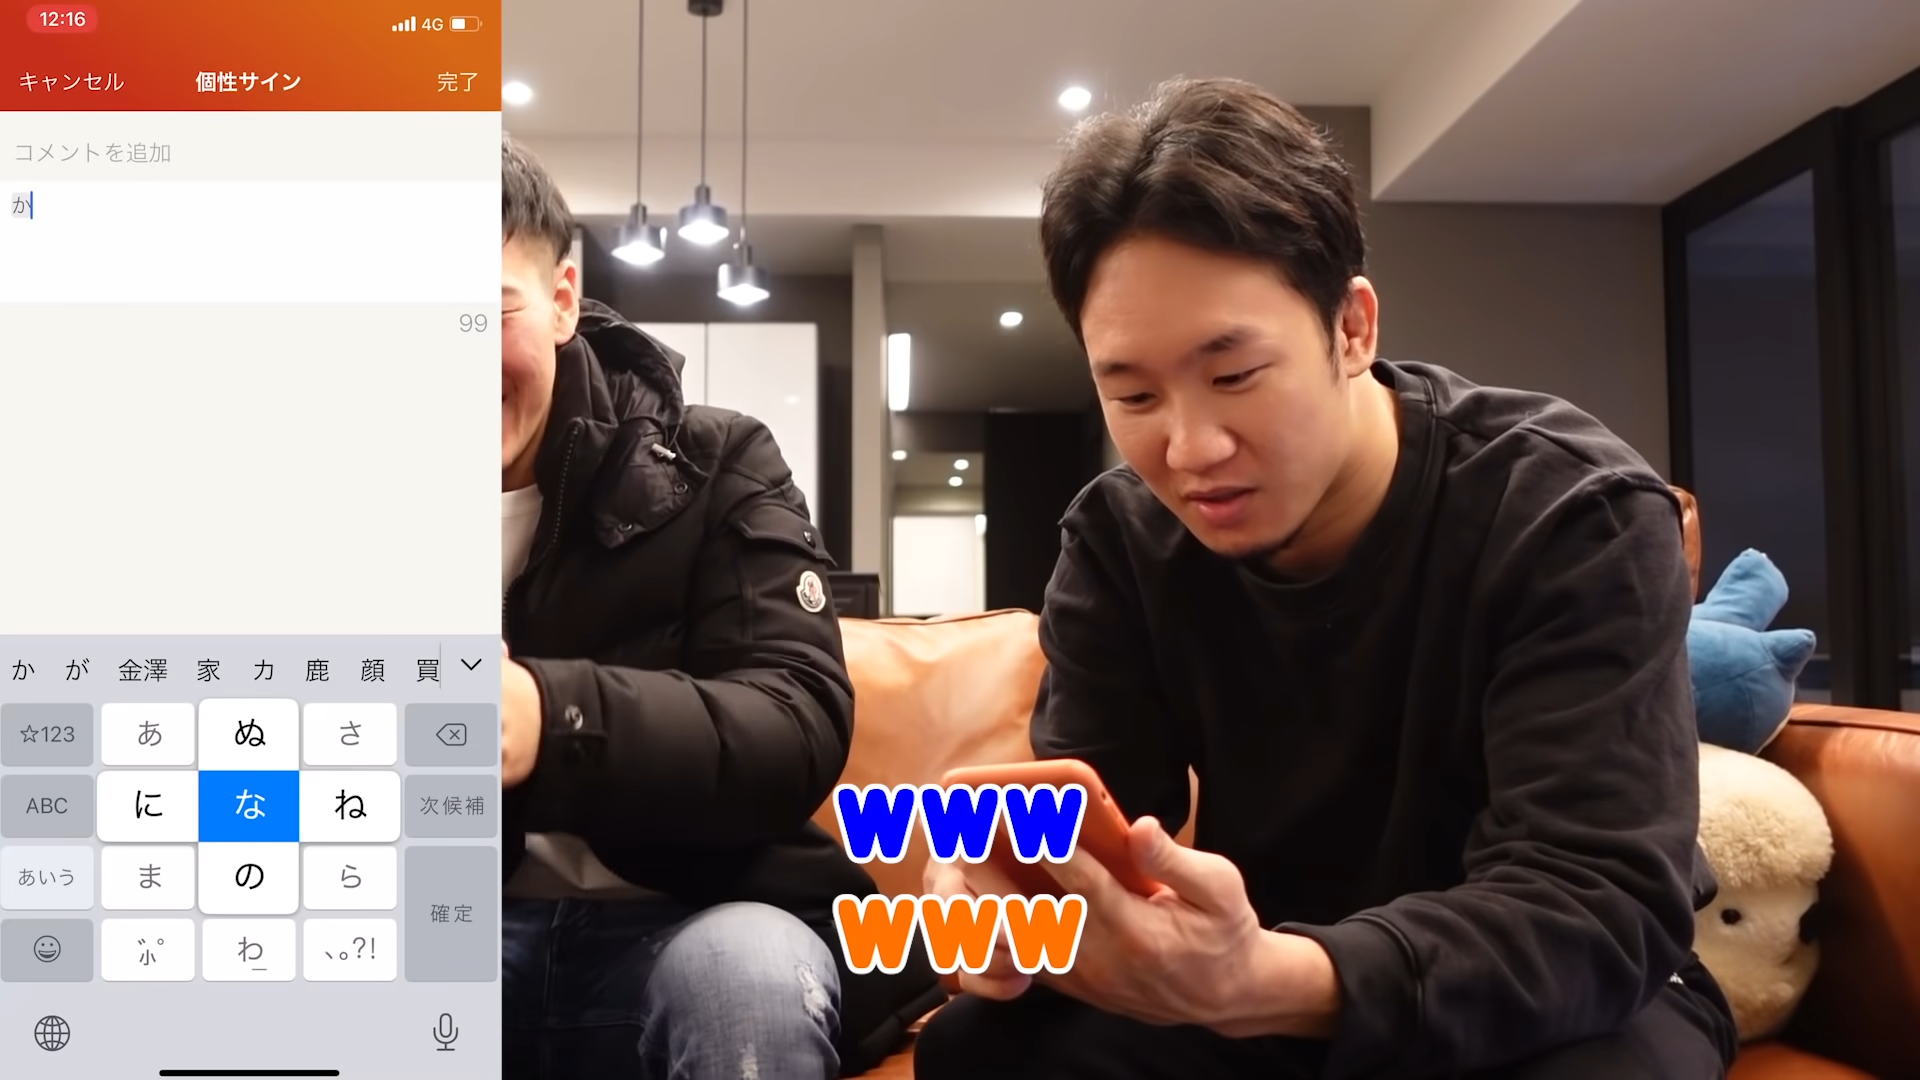 12:16
4G
キャンセル
個性サイン
完了
コメントを追加
か
99
か が 金澤 家 カ 鹿 顔 買
☆123
あ
ぬ
さ
ABC
に
な
ね
次候補
あいう
ま
の
ら
確定
゛゜小
わ
、。?!
www
www